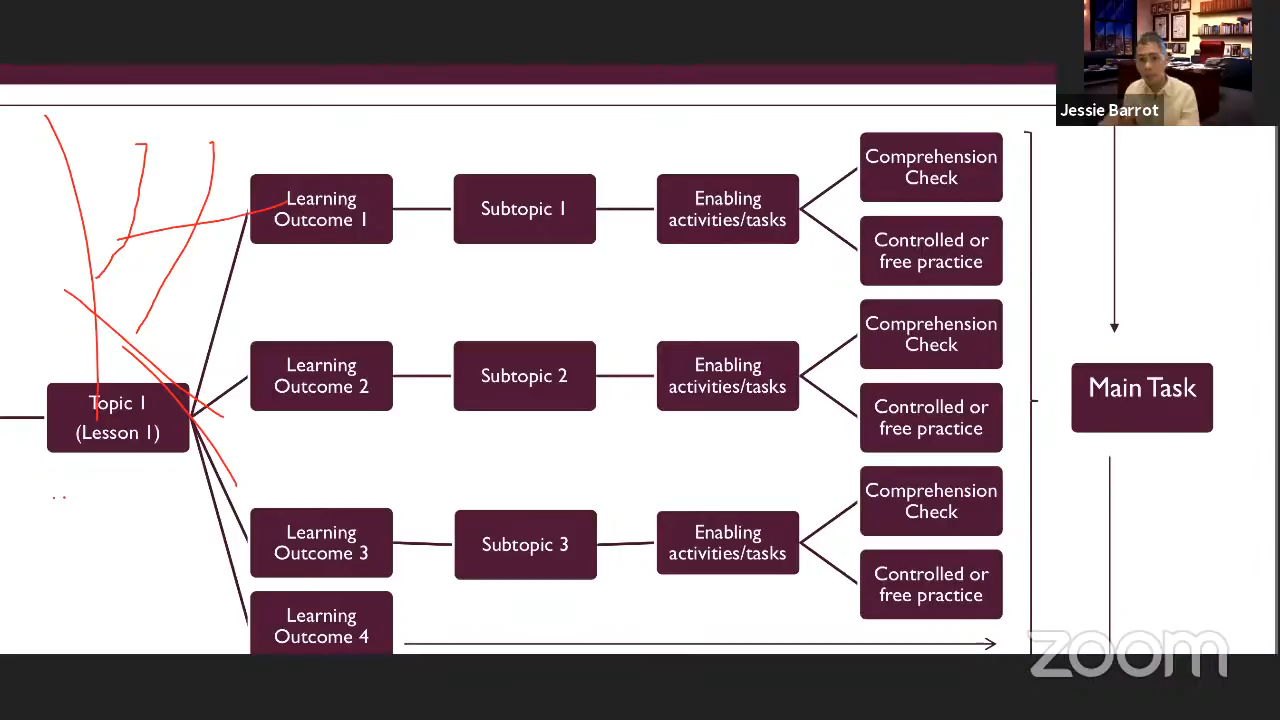 Jessie Barrot
Topic 1
(Lesson 1)
Learning
Outcome 1
Subtopic 1
Enabling
activities/tasks
Comprehension
Check
Controlled or
free practice
Learning
Outcome 2
Subtopic 2
Enabling
activities/tasks
Comprehension
Check
Controlled or
free practice
Learning
Outcome 3
Subtopic 3
Enabling
activities/tasks
Comprehension
Check
Controlled or
free practice
Learning
Outcome 4
Main Task
zoom